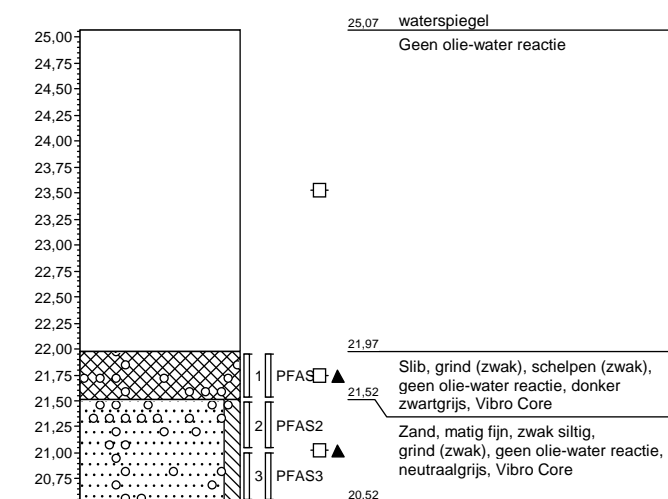 25,07 waterspiegel
Geen olie-water reactie
25,00
24,75
24,50
24,25
24,00
23,75
23,50
23,25
23,00
22,75
22,50
22,25
22,00
21,75
21,50
21,25
21,00
20,75
1 PFAS
2 PFAS2
3 PFAS3
21,97
Slib, grind (zwak), schelpen (zwak),
geen olie-water reactie, donker
zwartgrijs, Vibro Core
21,52
Zand, matig fijn, zwak siltig,
grind (zwak), geen olie-water reactie,
neutraalgrijs, Vibro Core
20,52